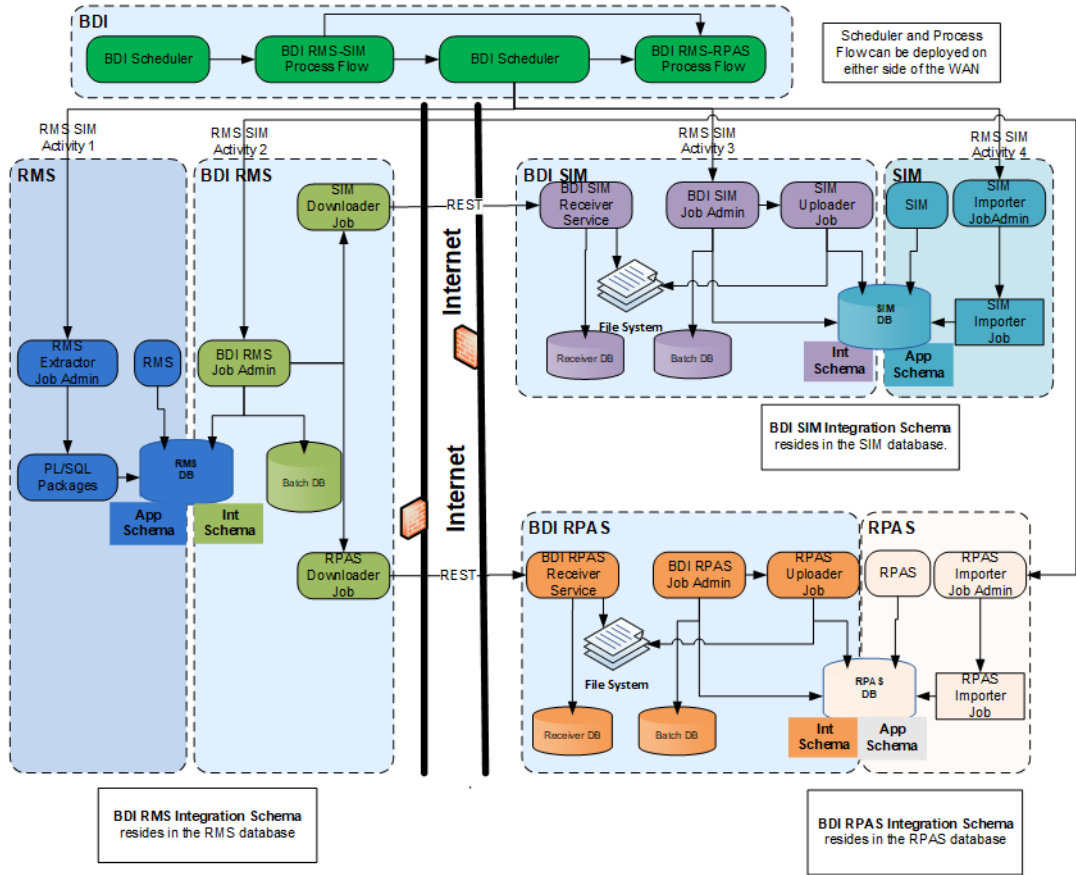 BDI
BDI Scheduler
BDI RMS-SIM
Process Flow
BDI Scheduler
BDI RMS-RPAS
Process Flow
Scheduler and Process
Flow can be deployed on
either side of the WAN
RMS SIM
Activity 1
RMS SIM
Activity 2
RMS SIM
Activity 3
RMS SIM
Activity 4
RMS
BDI RMS
BDI SIM
SIM
SIM
Downloader
Job
REST
BDI SIM
Receiver
Service
BDI SIM
Job Admin
SIM
Uploader
Job
SIM
SIM
Importer
JobAdmin
Internet
File System
Receiver DB
Batch DB
SIM
DB
SIM
Importer
Job
Int
Schema
App
Schema
RMS
Extractor
Job Admin
RMS
BDI RMS
Job Admin
BDI SIM Integration Schema
resides in the SIM database.
PL/SQL
Packages
RMS
DB
Batch DB
App
Schema
Int
Schema
Internet
BDI RPAS
RPAS
RPAS
Downloader
Job
REST
BDI RPAS
Receiver
Service
BDI RPAS
Job Admin
RPAS
Uploader
Job
RPAS
RPAS
Importer
Job Admin
File System
Receiver DB
Batch DB
RPAS
DB
RPAS
Importer
Job
Int
Schema
App
Schema
BDI RMS Integration Schema
resides in the RMS database
BDI RPAS Integration Schema
resides in the RPAS database